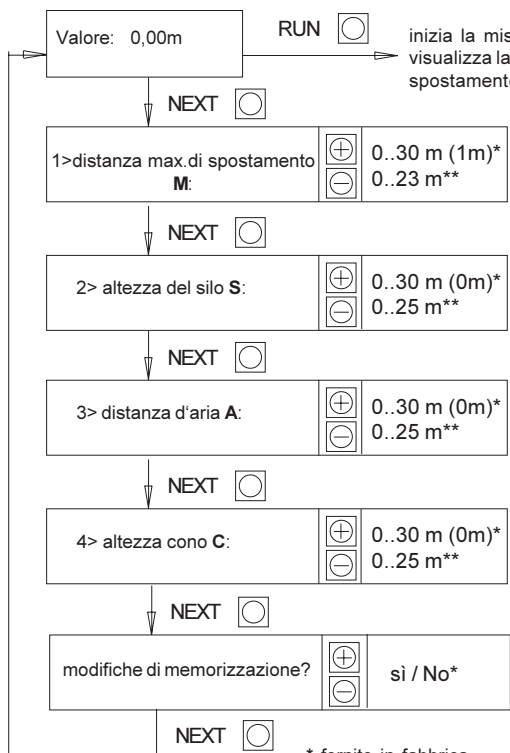 Valore: 0,00m
RUN
inizia la mis
visualizza la
spostamento
NEXT
1>distanza max.di spostamento
M:
0..30 m (1m)*
0..23 m**
NEXT
2> altezza del silo S:
0..30 m (0m)*
0..25 m**
NEXT
3> distanza d‘aria A:
0..30 m (0m)*
0..25 m**
NEXT
4> altezza cono C:
0..30 m (0m)*
0..25 m**
NEXT
modifiche di memorizzazione?
sì / No*
NEXT
* fornite in fabbrica